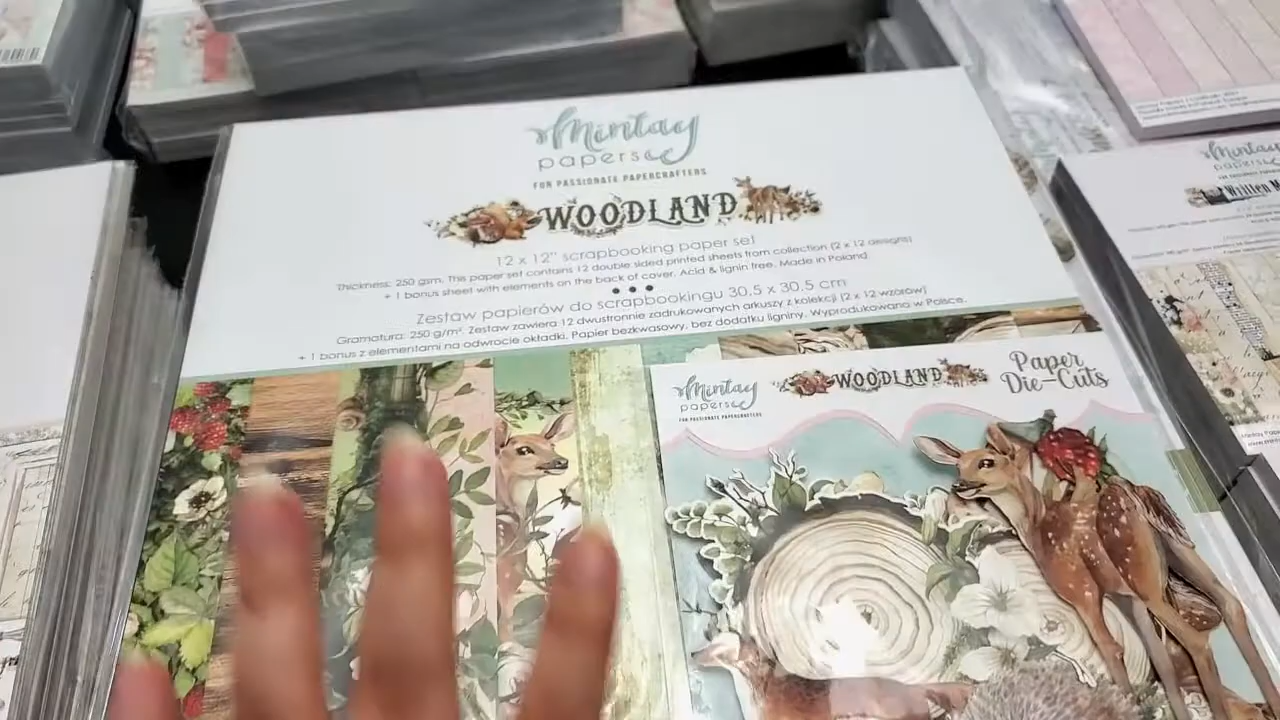 Mintay
papers
FOR PASSIONATE PAPERCRAFTERS
WOODLAND
12 x 12" scrapbooking paper set
Thickness: 250 gsm. This paper set contains 12 double sided printed sheets from collection (2 x 12 designs)
+ 1 bonus sheet with elements on the back of cover. Acid & lignin free. Made in Poland
Zestaw papierów do scrapbookingu 30,5 x 30,5 cm
Gramatura: 250 g/m². Zestaw zawiera 12 dwustronnie zadrukowanych arkuszy z kolekcji (2 x 12 wzorów)
+ 1 bonus z elementami na odwrocie okładki. Papier bezkwasowy, bez dodatku ligniny. Wyprodukowano w Polsce.
Mintay
papers
FOR PASSIONATE PAPERCRAFTERS
WOODLAND
Paper
Die-Cuts
Mintay
Written